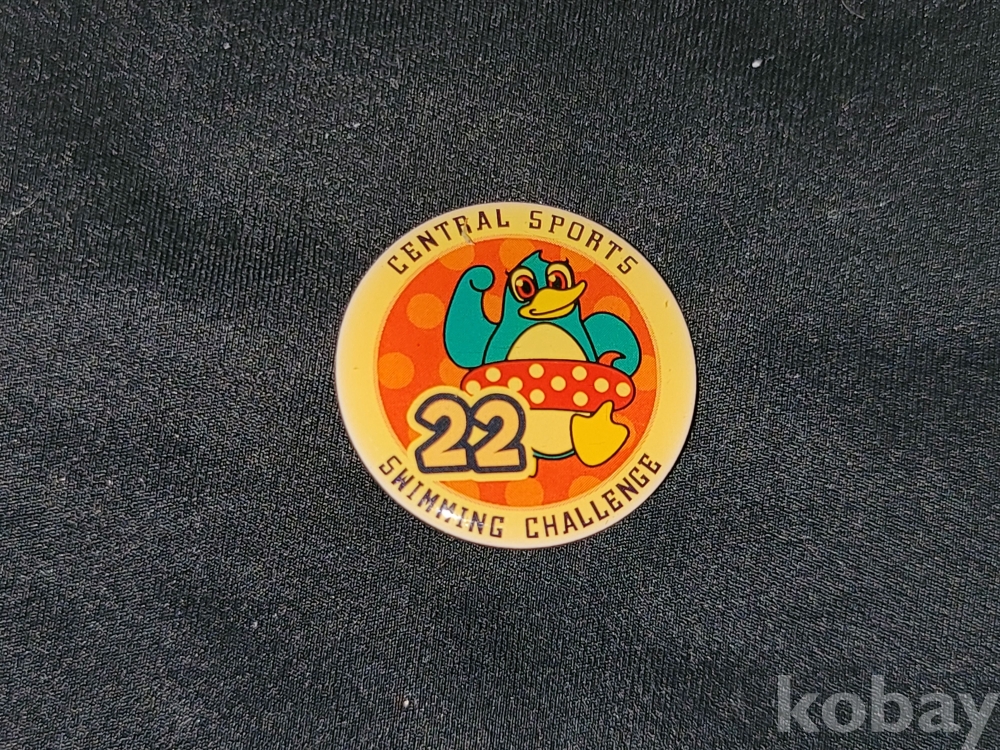 CENTRAL SPORTS
22
SWIMMING CHALLENGE
kobay